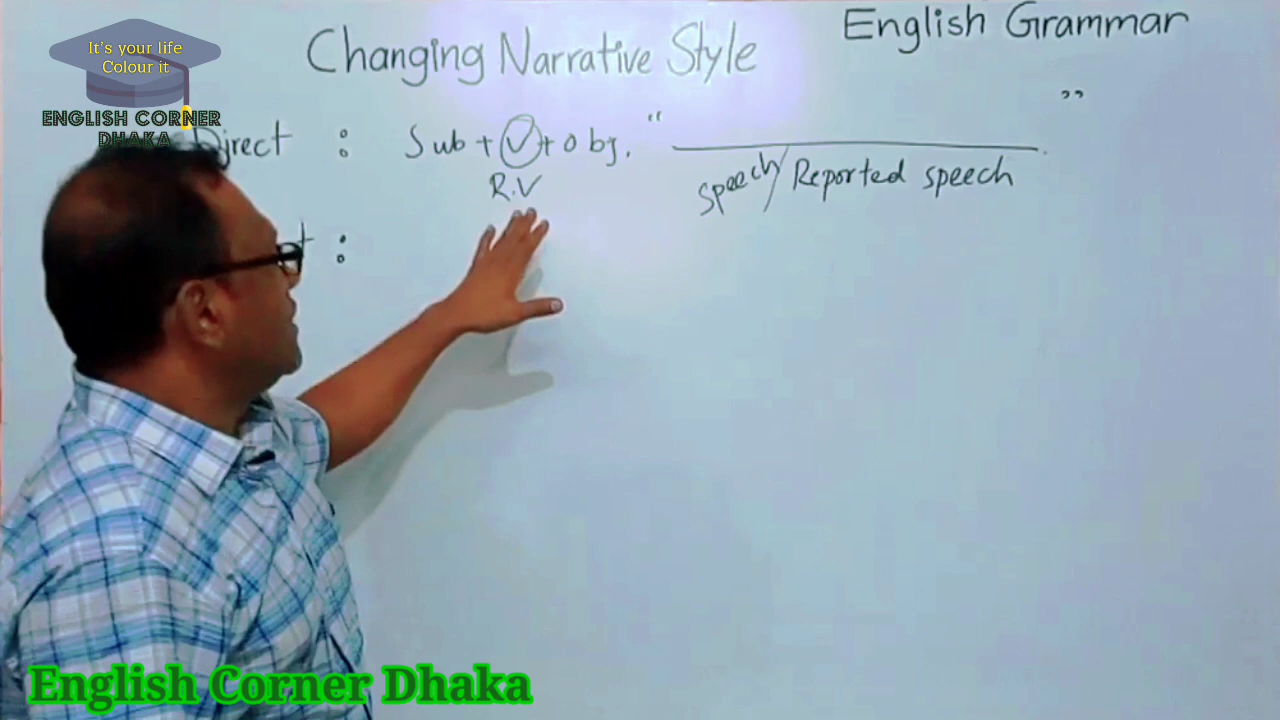 It's your life
Colour it
ENGLISH CORNER
DHAKA
Changing Narrative Style
English Grammar
Direct : Sub + V + obj. “ ———— ”
R.V
Speech / Reported speech
:
English Corner Dhaka